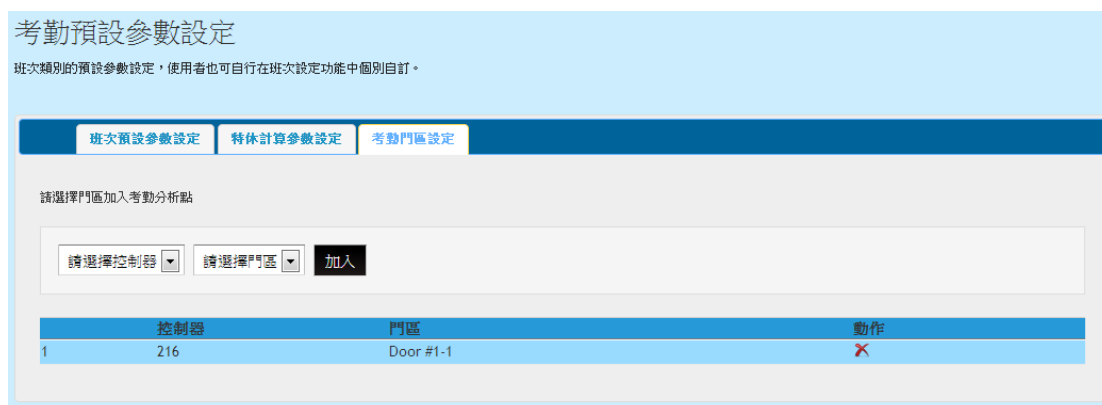 考勤預設參數設定
班次類別的預設參數設定，使用者也可自行在班次設定功能中個別自訂。
班次預設參數設定 特休計算參數設定 考勤門區設定
請選擇門區加入考勤分析點
請選擇控制器 請選擇門區 加入
控制器 門區 動作
1 216 Door #1-1